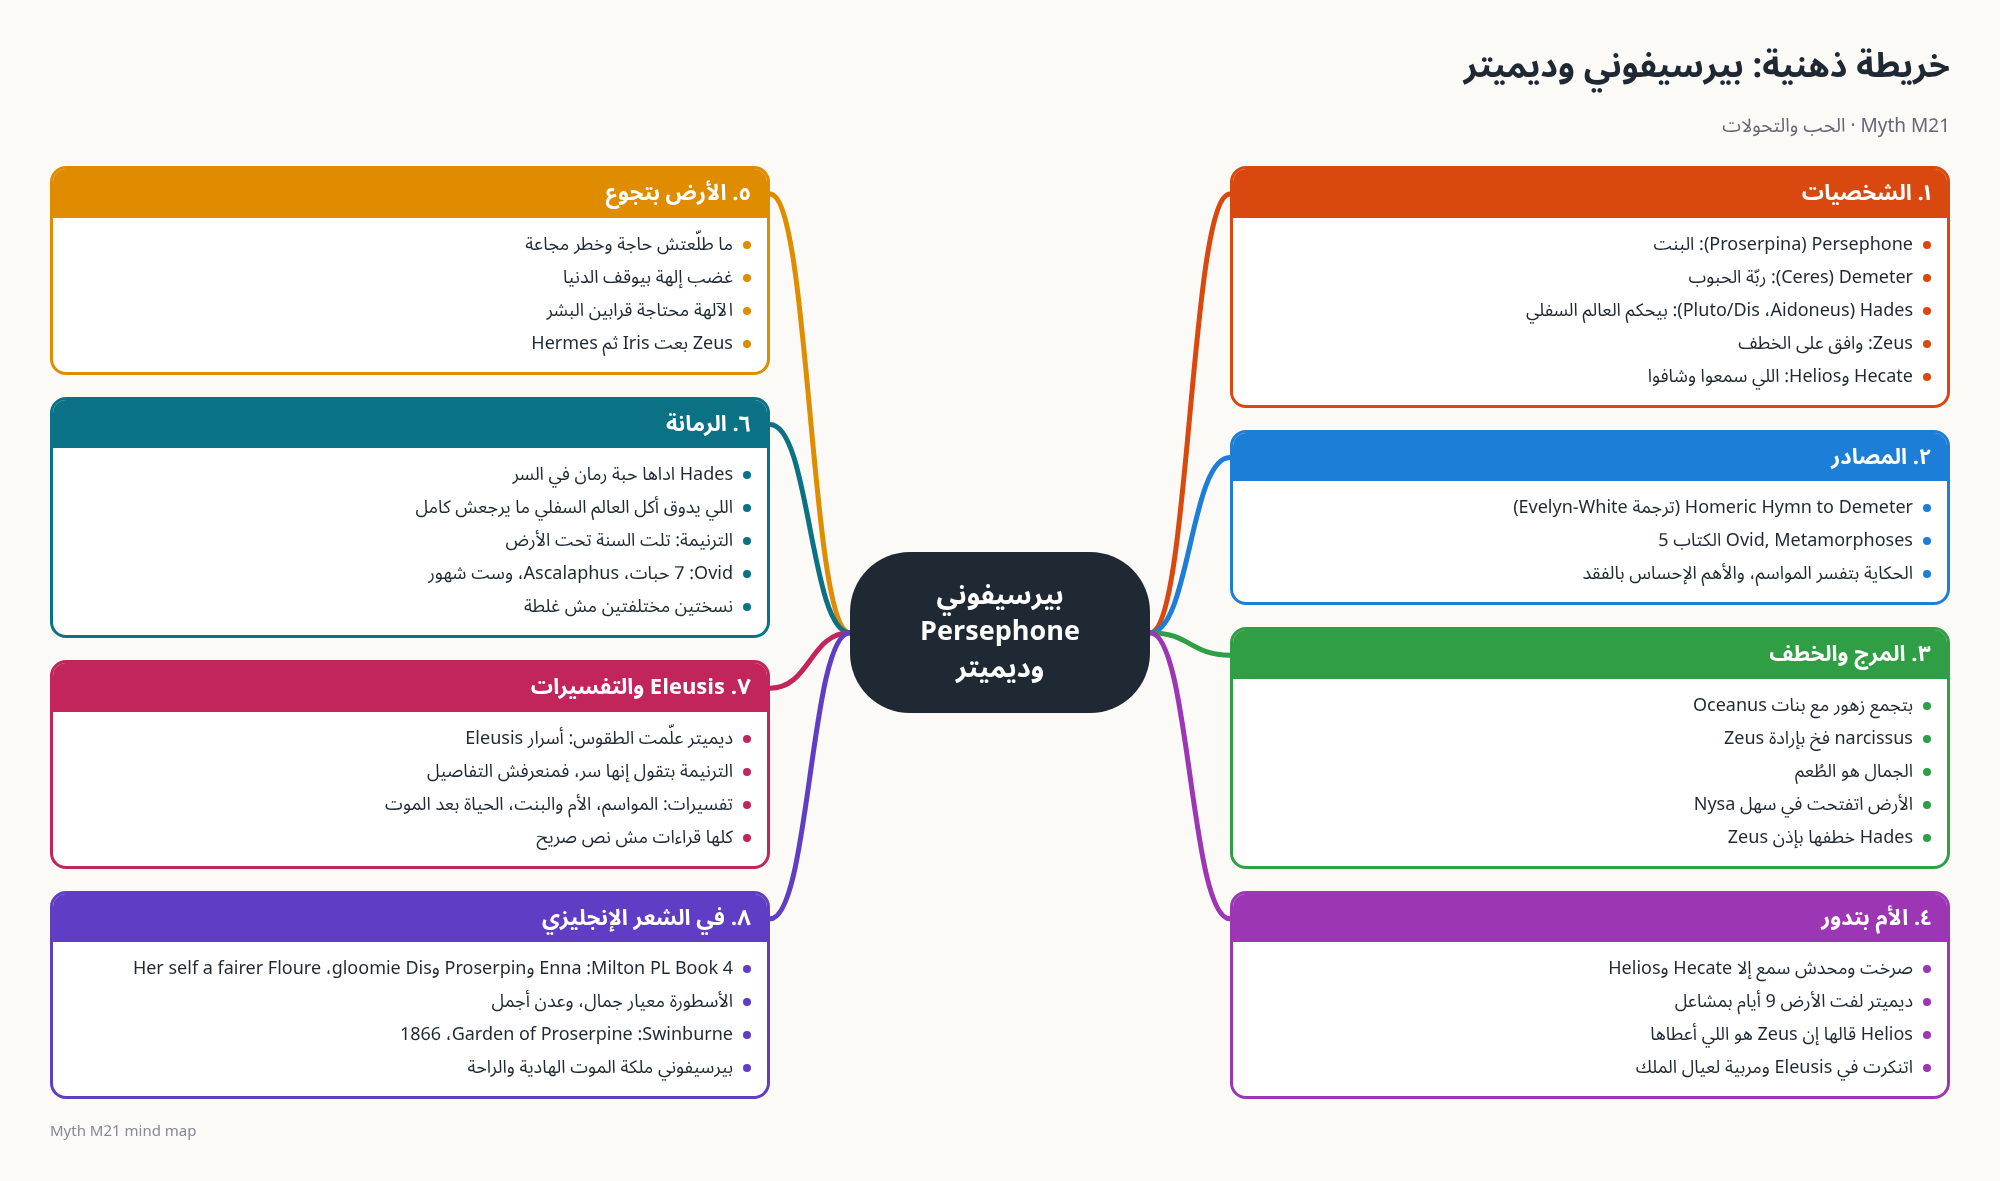 خريطة ذهنية: بيرسيفوني وديميتر
Myth M21 · الحب والتحولات
١. الشخصيات
Persephone (Proserpina): البنت
Demeter (Ceres): ربّة الحبوب
Hades (Aidoneus، Pluto/Dis): بيحكم العالم السفلي
Zeus: وافق على الخطف
Hecate وHelios: اللي سمعوا وشافوا
٢. المصادر
Homeric Hymn to Demeter (ترجمة Evelyn-White)
Ovid, Metamorphoses الكتاب 5
الحكاية بتفسر المواسم، والأهم الإحساس بالفقد
٣. المرج والخطف
بتجمع زهور مع بنات Oceanus
narcissus فخ بإرادة Zeus
الجمال هو الطُعم
الأرض اتفتحت في سهل Nysa
Hades خطفها بإذن Zeus
٤. الأم بتدور
صرخت ومحدش سمع إلا Hecate وHelios
ديميتر لفت الأرض 9 أيام بمشاعل
Helios قالها إن Zeus هو اللي أعطاها
اتنكرت في Eleusis ومربية لعيال الملك
بيرسيفوني
Persephone
وديميتر
٥. الأرض بتجوع
ما طلّعتش حاجة وخطر مجاعة
غضب إلهة بيوقف الدنيا
الآلهة محتاجة قرابين البشر
Zeus بعت Iris ثم Hermes
٦. الرمانة
Hades اداها حبة رمان في السر
اللي يدوق أكل العالم السفلي ما يرجعش كامل
الترنيمة: تلت السنة تحت الأرض
Ovid: 7 حبات، Ascalaphus، وست شهور
نسختين مختلفتين مش غلطة
٧. Eleusis والتفسيرات
ديميتر علّمت الطقوس: أسرار Eleusis
الترنيمة بتقول إنها سر، فمنعرفش التفاصيل
تفسيرات: المواسم، الأم والبنت، الحياة بعد الموت
كلها قراءات مش نص صريح
٨. في الشعر الإنجليزي
Milton PL Book 4: Enna وProserpin وgloomie Dis، Her self a fairer Floure
الأسطورة معيار جمال، وعدن أجمل
Swinburne: Garden of Proserpine، 1866
بيرسيفوني ملكة الموت الهادية والراحة
Myth M21 mind map